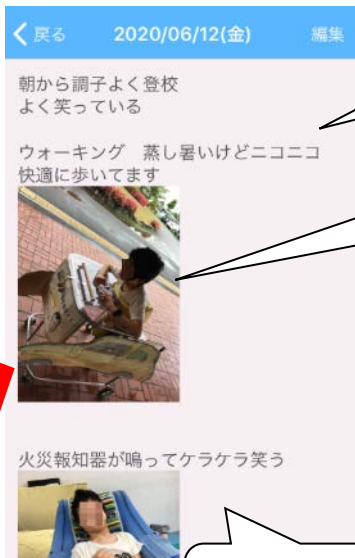 戻る 2020/06/12(金) 編集
朝から調子よく登校
よく笑っている
ウォーキング 蒸し暑いけどニコニコ
快適に歩いてます
火災報知器が鳴ってケラケラ笑う